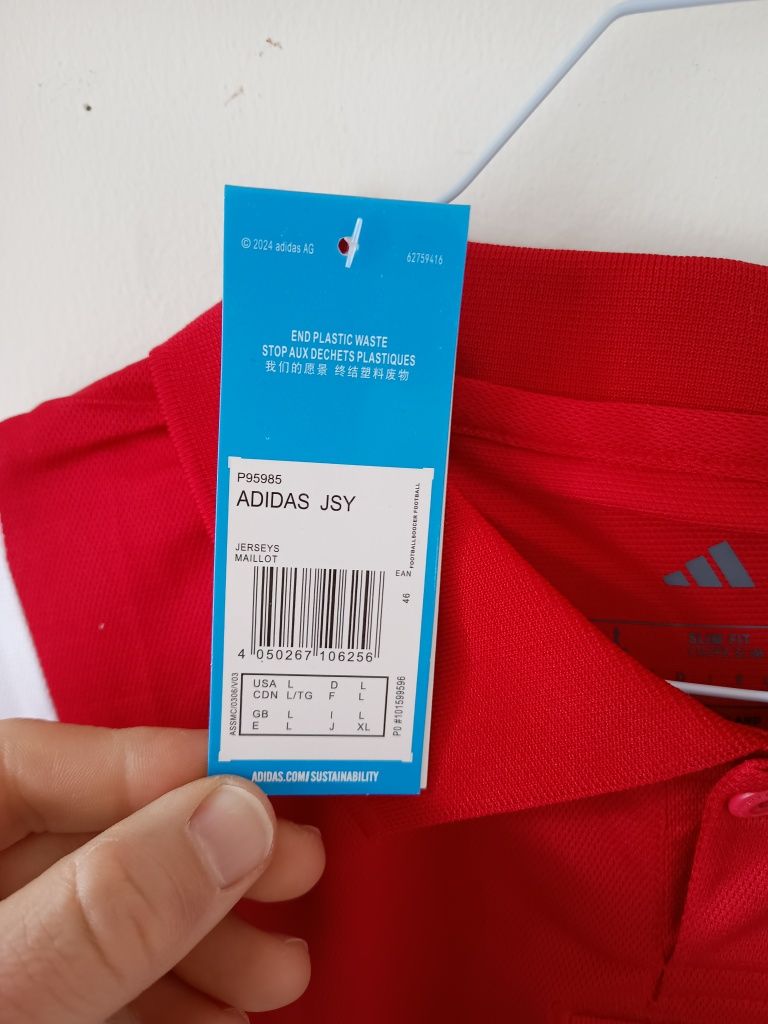 © 2024 adidas AG
62759416
END PLASTIC WASTE
STOP AUX DECHETS PLASTIQUES
我们的愿景 终结塑料废物
P95985
ADIDAS JSY
FOOTBALL/SOCCER FOOTBALL
JERSEYS
MAILLOT
EAN
46
4 050267 106256
USA L D L
CDN L/TG F L
GB L I L
E L J XL
ASSMC/0306/V03
PO #101599596
ADIDAS.COM/SUSTAINABILITY
L
SLIM FIT